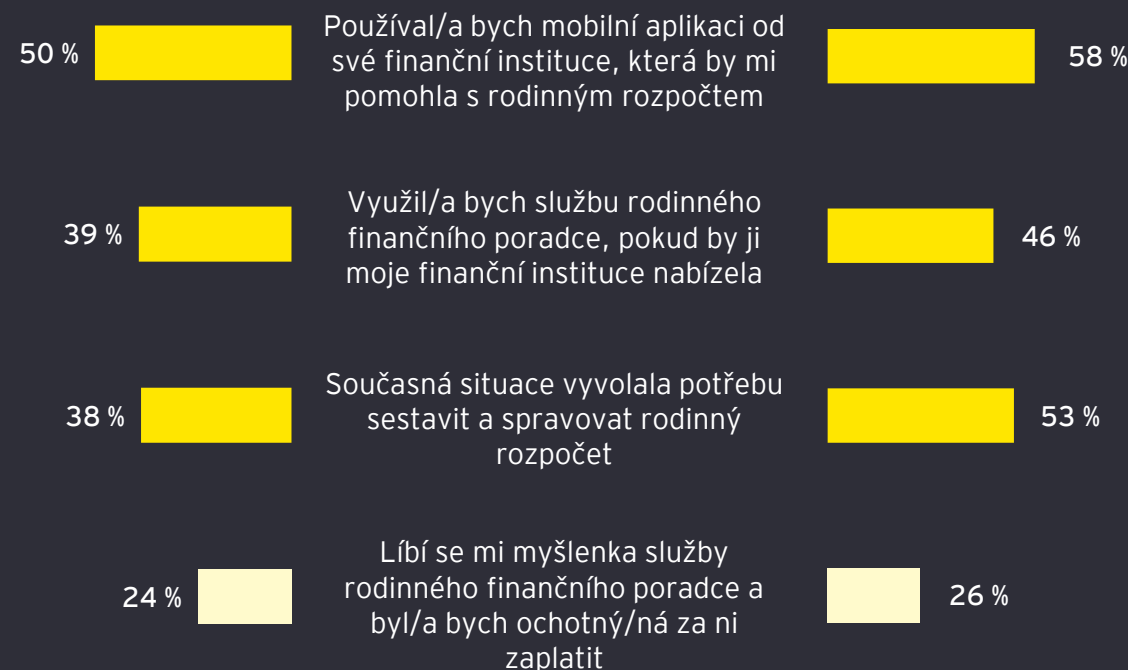 50 %
Používal/a bych mobilní aplikaci od
své finanční instituce, která by mi
pomohla s rodinným rozpočtem
58 %
39 %
Využil/a bych službu rodinného
finančního poradce, pokud by ji
moje finanční instituce nabízela
46 %
38 %
Současná situace vyvolala potřebu
sestavit a spravovat rodinný
rozpočet
53 %
24 %
Líbí se mi myšlenka služby
rodinného finančního poradce a
byl/a bych ochotný/ná za ni
zaplatit
26 %